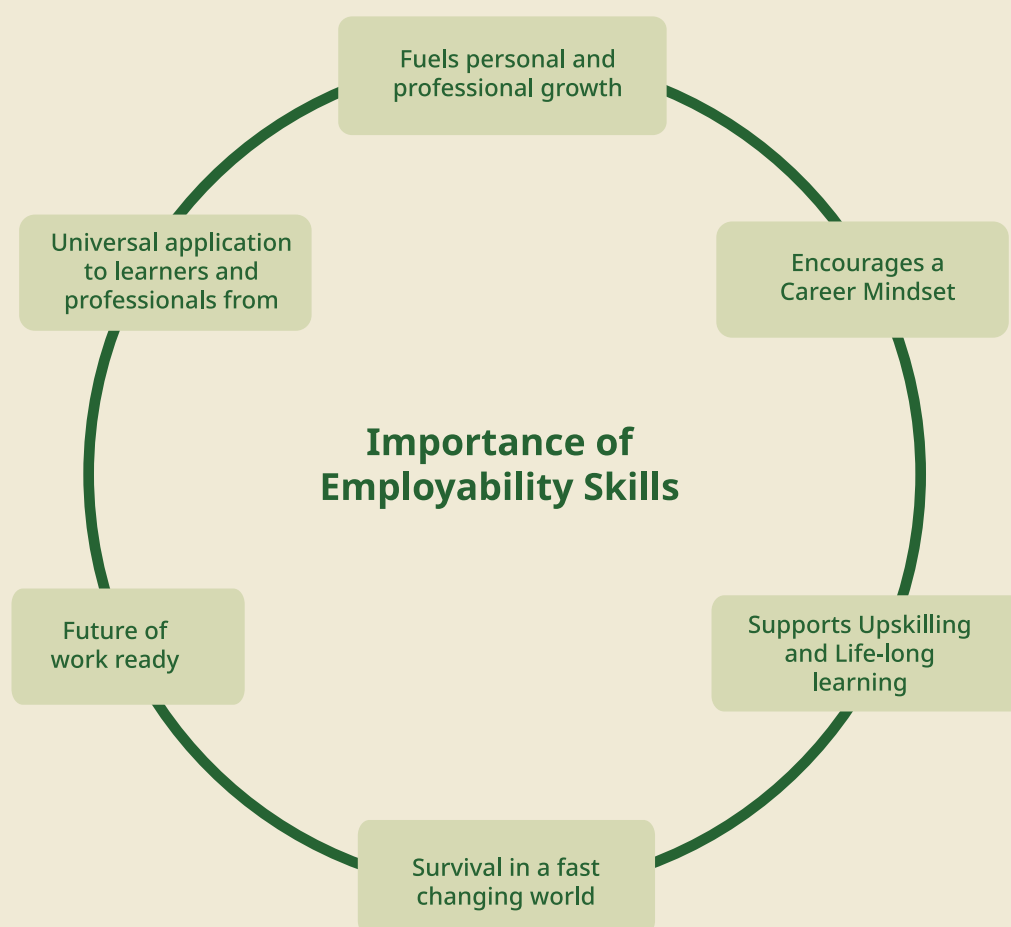 Fuels personal and
professional growth
Universal application
to learners and
professionals from
Encourages a
Career Mindset
Importance of
Employability Skills
Future of
work ready
Supports Upskilling
and Life-long
learning
Survival in a fast
changing world